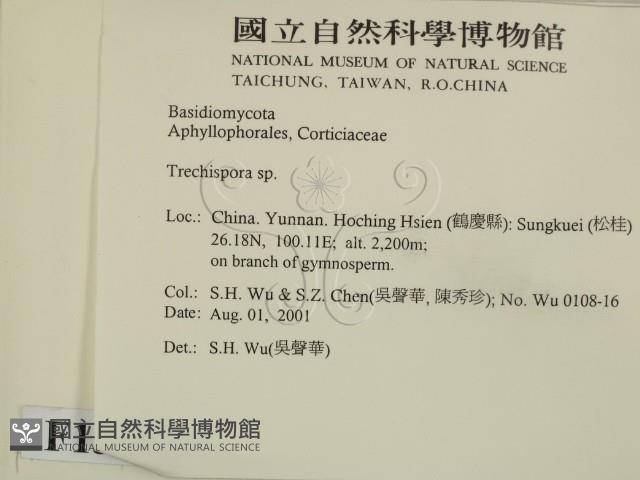 國立自然科學博物館
NATIONAL MUSEUM OF NATURAL SCIENCE
TAICHUNG, TAIWAN, R.O.CHINA
Basidiomycota
Aphyllophorales, Corticiaceae
Trechispora sp.
Loc.: China. Yunnan. Hoching Hsien (鶴慶縣): Sungkuei (松桂)
26.18N, 100.11E; alt. 2,200m;
on branch of gymnosperm.
Col.: S.H. Wu & S.Z. Chen(吳聲華, 陳秀珍); No. Wu 0108-16
Date: Aug. 01, 2001
Det.: S.H. Wu(吳聲華)
國立自然科學博物館
NATIONAL MUSEUM OF NATURAL SCIENCE